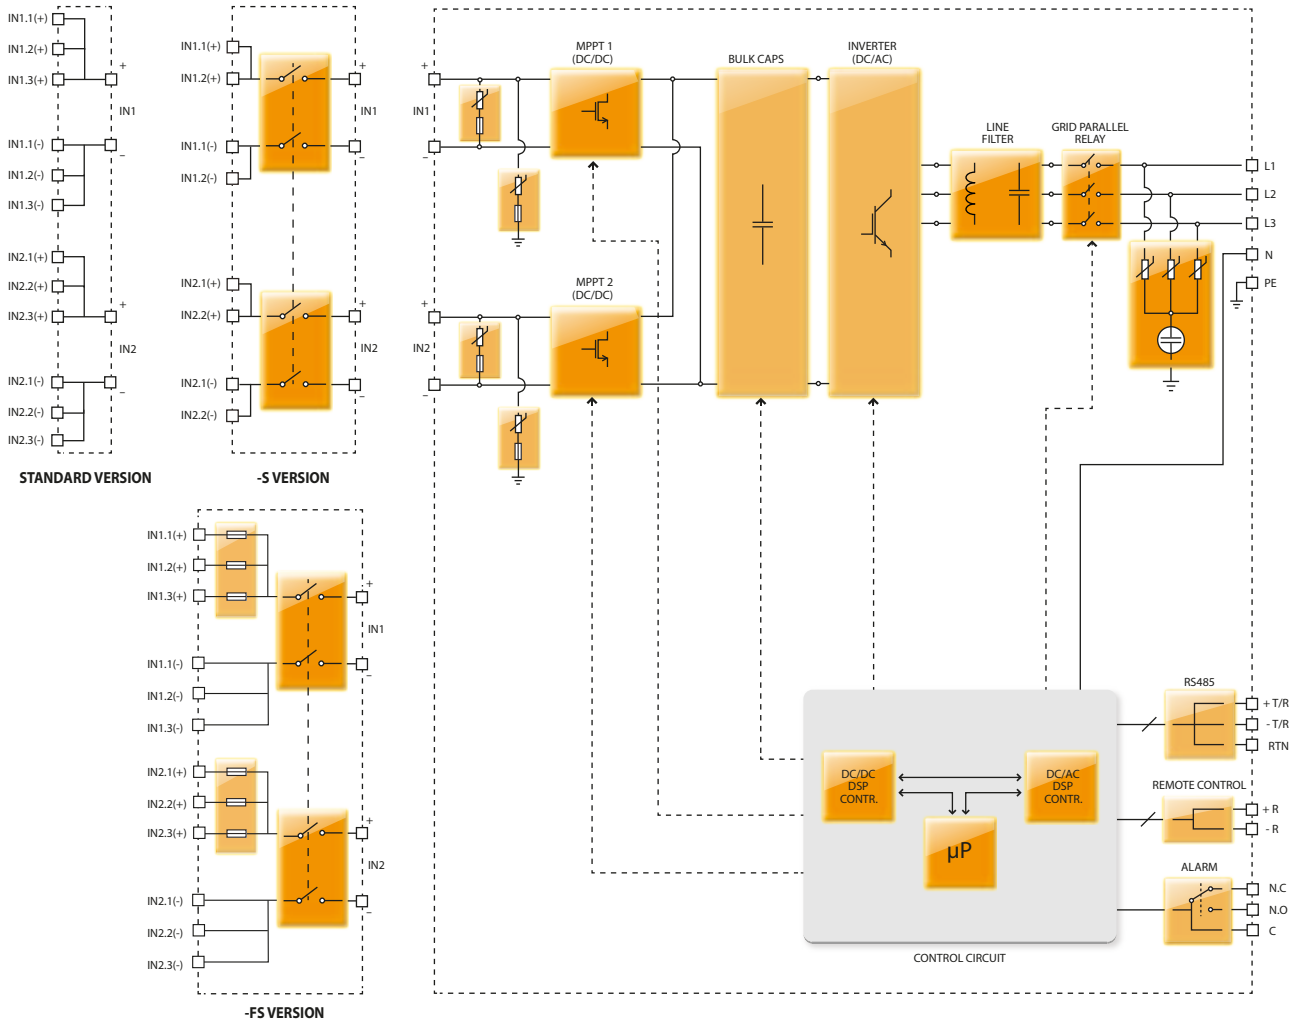 IN1.1(+)
IN1.2(+)
IN1.3(+)
+
IN1
IN1.1(-)
–
IN1.2(-)
IN1.3(-)
IN2.1(+)
IN2.2(+)
+
IN2.3(+)
IN2
IN2.1(-)
–
IN2.2(-)
IN2.3(-)
STANDARD VERSION
IN1.1(+)
+
IN1.2(+)
IN1
IN1.1(-)
–
IN1.2(-)
IN2.1(+)
+
IN2.2(+)
IN2
IN2.1(-)
–
IN2.2(-)
-S VERSION
IN1.1(+)
IN1.2(+)
+
IN1.3(+)
IN1
IN1.1(-)
–
IN1.2(-)
IN1.3(-)
IN2.1(+)
IN2.2(+)
+
IN2.3(+)
IN2
IN2.1(-)
–
IN2.2(-)
IN2.3(-)
-FS VERSION
+
IN1
–
+
IN2
–
MPPT 1
(DC/DC)
MPPT 2
(DC/DC)
BULK CAPS
INVERTER
(DC/AC)
LINE
FILTER
GRID PARALLEL
RELAY
L1
L2
L3
N
PE
DC/DC
DSP
CONTR.
DC/AC
DSP
CONTR.
µP
CONTROL CIRCUIT
RS485
+ T/R
- T/R
RTN
REMOTE CONTROL
+ R
- R
ALARM
N.C
N.O
C